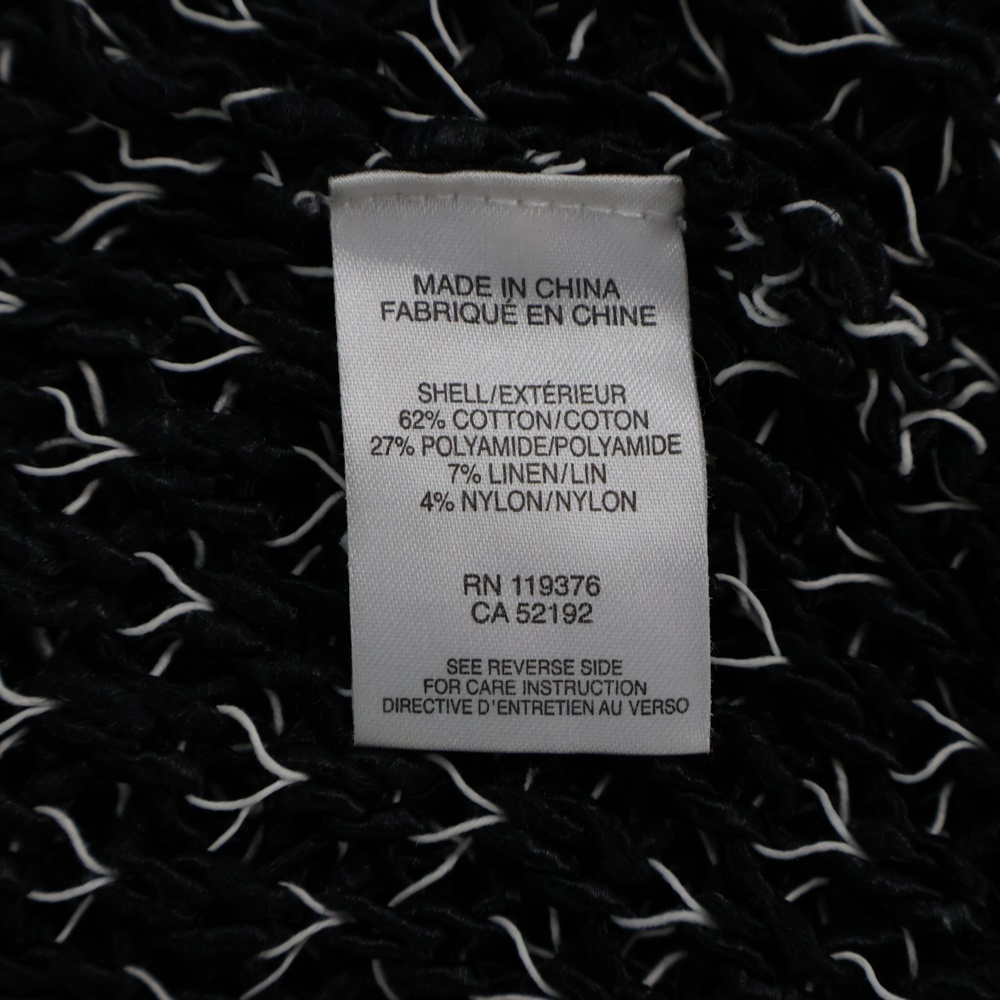 MADE IN CHINA
FABRIQUÉ EN CHINE
SHELL/EXTÉRIEUR
62% COTTON/COTON
27% POLYAMIDE/POLYAMIDE
7% LINEN/LIN
4% NYLON/NYLON
RN 119376
CA 52192
SEE REVERSE SIDE
FOR CARE INSTRUCTION
DIRECTIVE D'ENTRETIEN AU VERSO